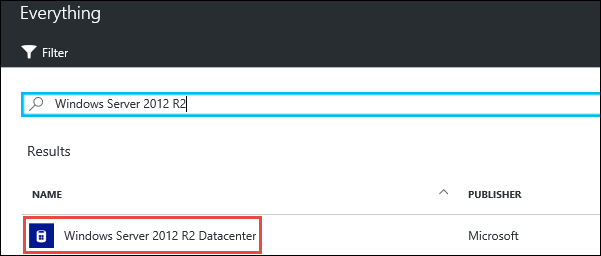 Everything
Filter
Windows Server 2012 R2
Results
NAME PUBLISHER
Windows Server 2012 R2 Datacenter Microsoft